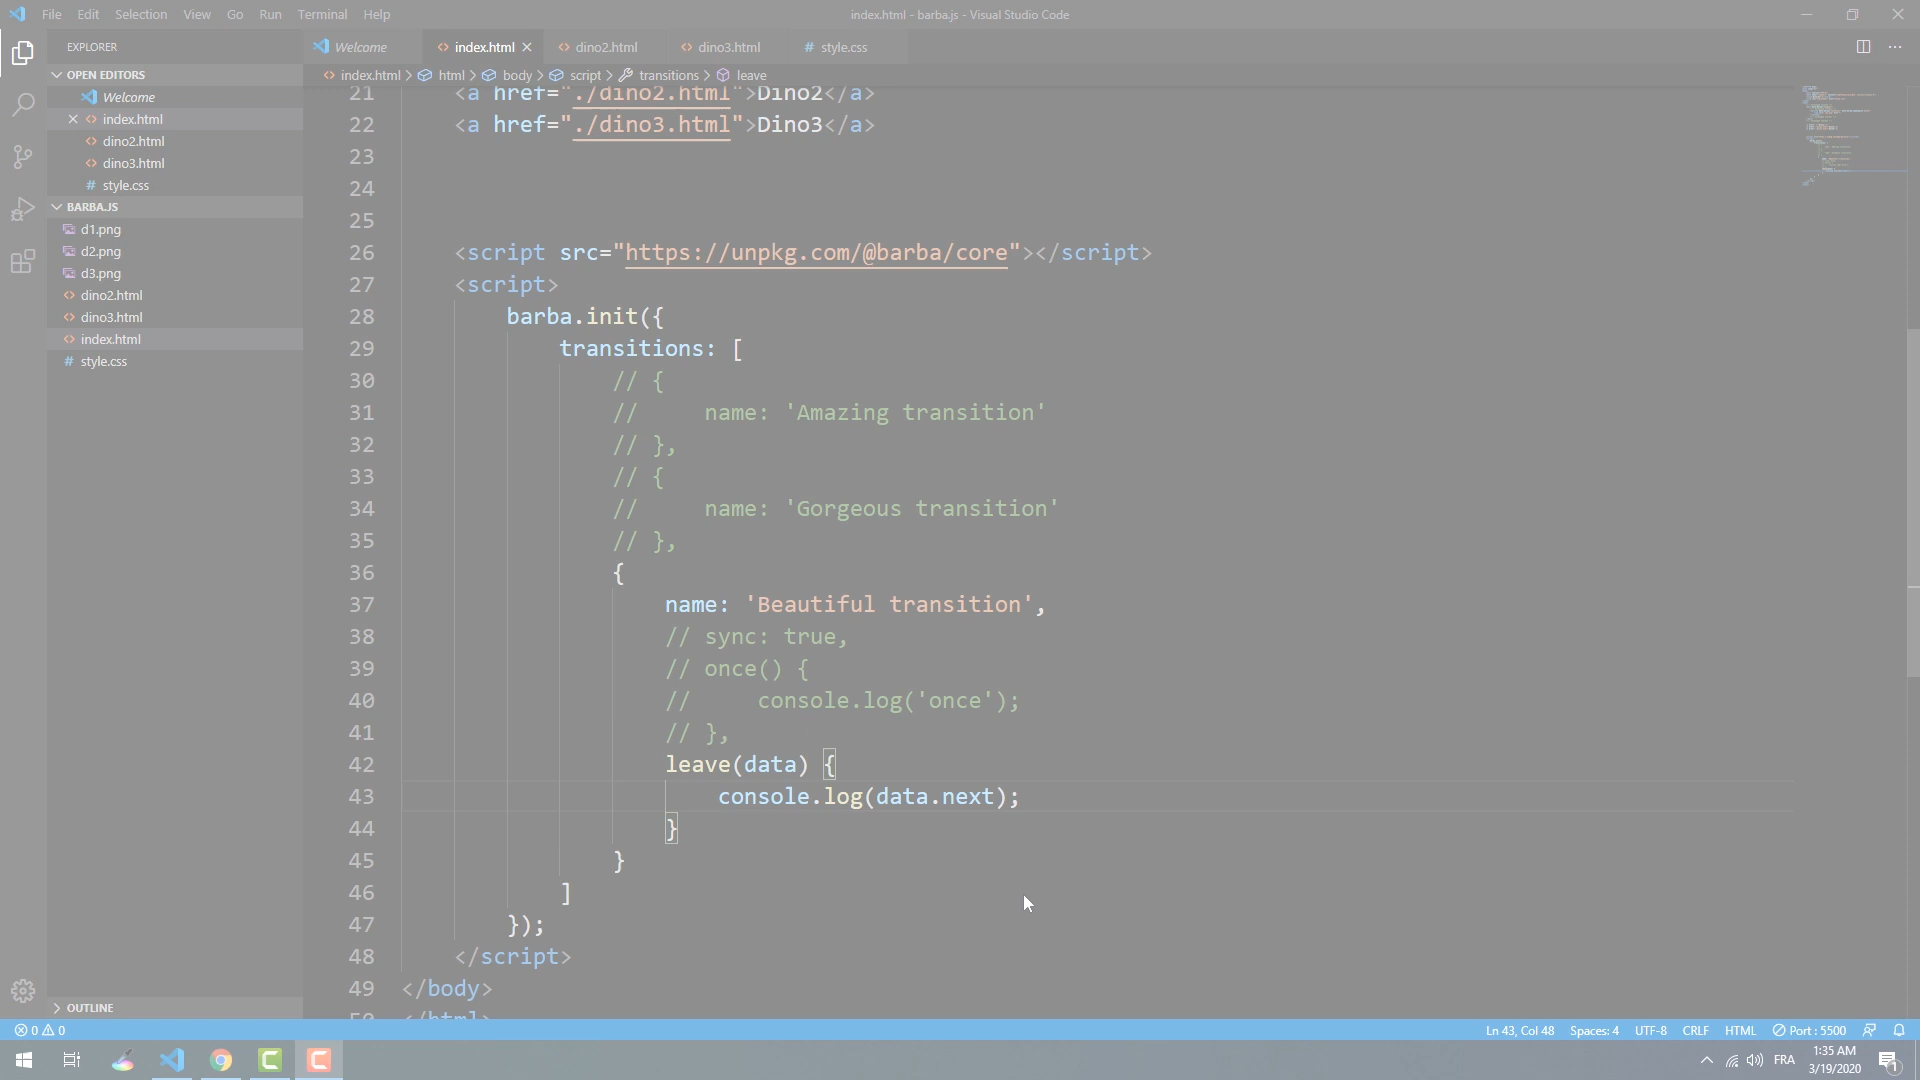 File Edit Selection View Go Run Terminal Help
index.html - barba.js - Visual Studio Code
EXPLORER
OPEN EDITORS
Welcome
index.html
dino2.html
dino3.html
style.css
BARBA.JS
d1.png
d2.png
d3.png
dino2.html
dino3.html
index.html
style.css
OUTLINE
Welcome index.html dino2.html dino3.html style.css
index.html > html > body > script > transitions > leave
21 <a href="./dino2.html">Dino2</a>
22 <a href="./dino3.html">Dino3</a>
23
24
25
26 <script src="https://unpkg.com/@barba/core"></script>
27 <script>
28 barba.init({
29 transitions: [
30 // {
31 // name: 'Amazing transition'
32 // },
33 // {
34 // name: 'Gorgeous transition'
35 // },
36 {
37 name: 'Beautiful transition',
38 // sync: true,
39 // once() {
40 // console.log('once');
41 // },
42 leave(data) {
43 console.log(data.next);
44 }
45 }
46 ]
47 });
48 </script>
49 </body>
50 </html>
0 0
Ln 43, Col 48 Spaces: 4 UTF-8 CRLF HTML Port : 5500
FRA
1:35 AM
3/19/2020
1